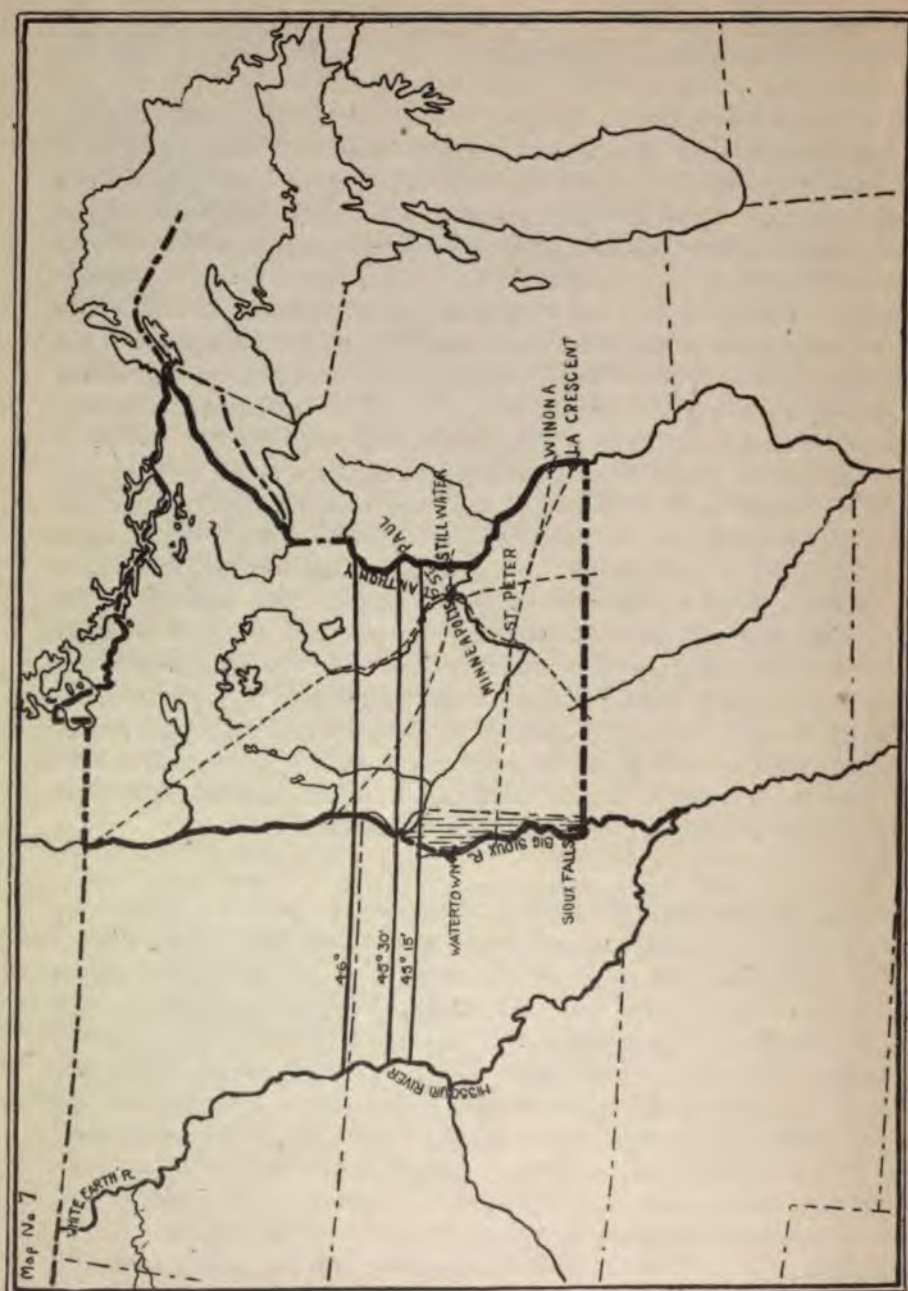 Map No 7
WHITE EARTH R.
MISSOURI RIVER
46°
45° 30'
45° 15'
WATERTOWN
BIG SIOUX R.
SIOUX FALLS
ANTHONY
PAUL
S
S
STILLWATER
MINNEAPOLIS
ST. PETER
WINONA
LA CRESCENT